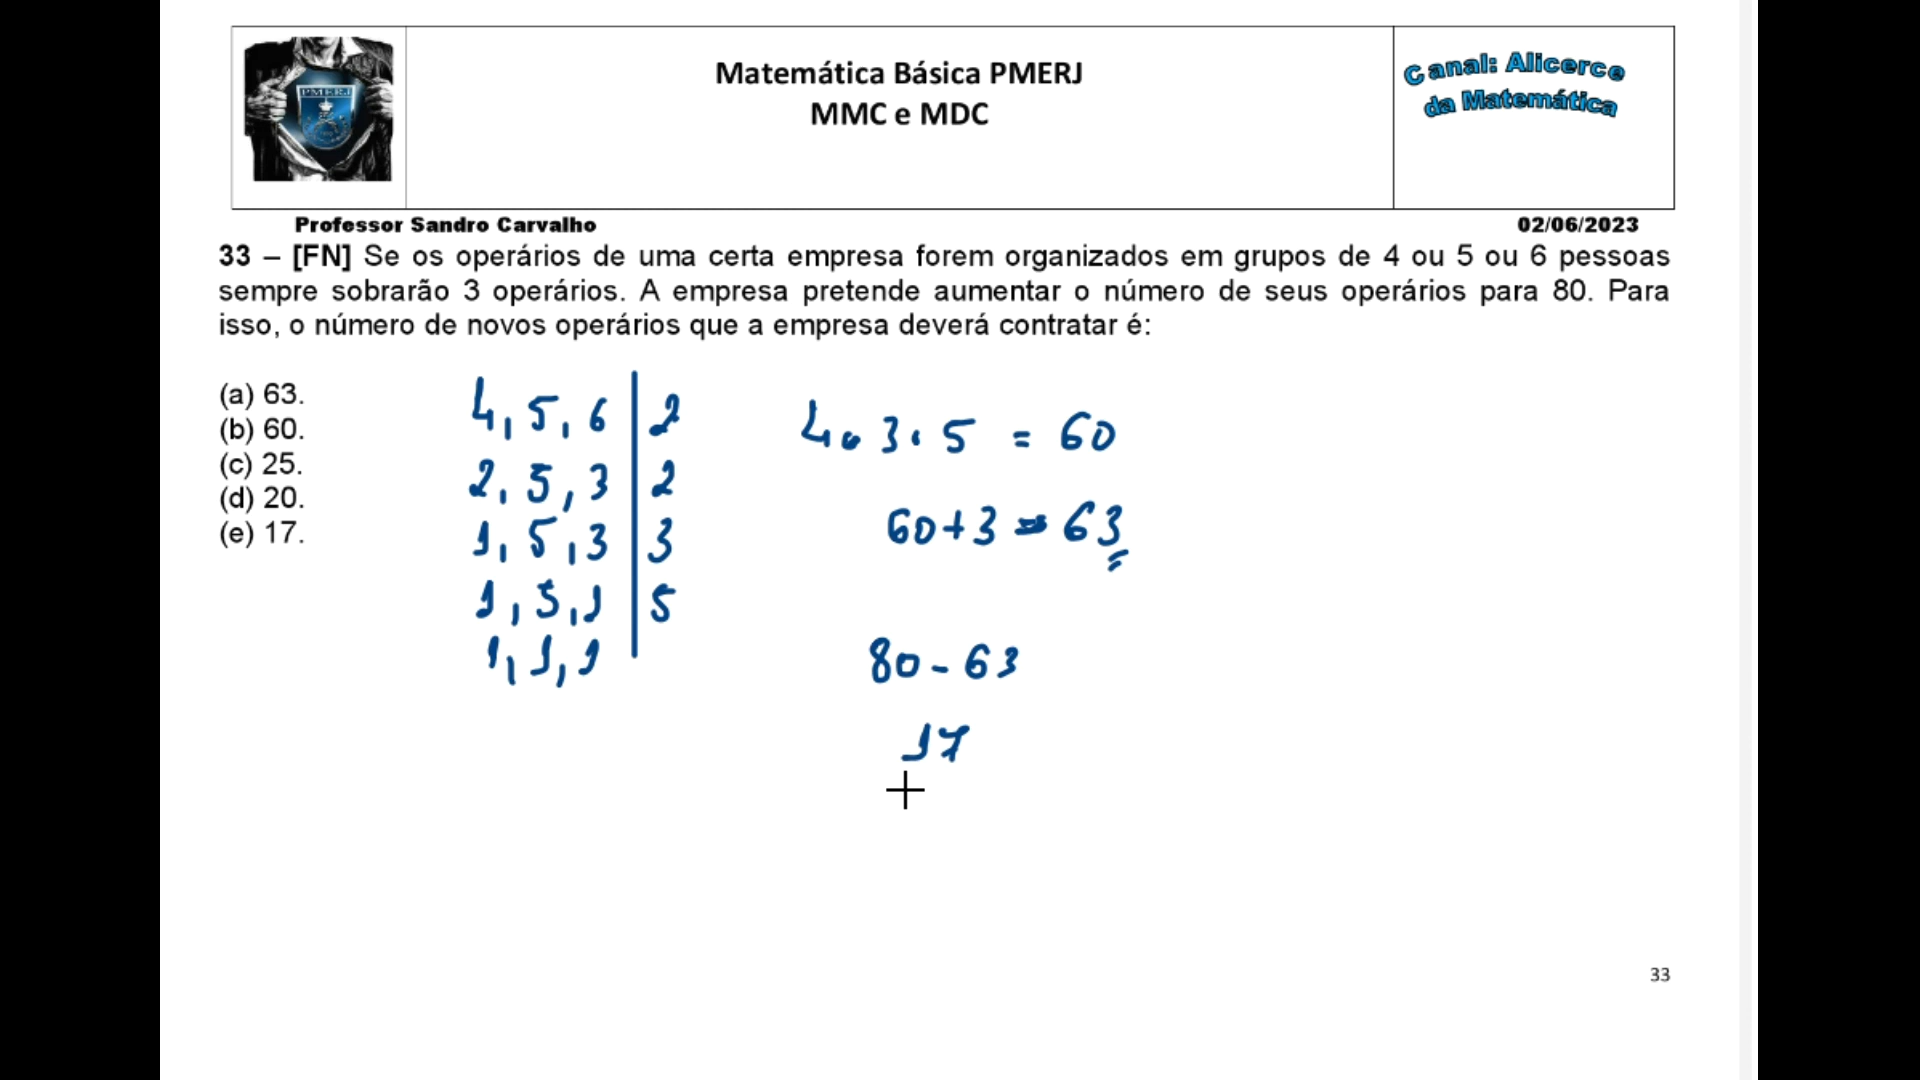 PMERJ
Matemática Básica PMERJ
MMC e MDC
Canal: Alicerce
da Matemática
Professor Sandro Carvalho
02/06/2023
33 – [FN] Se os operários de uma certa empresa forem organizados em grupos de 4 ou 5 ou 6 pessoas
sempre sobrarão 3 operários. A empresa pretende aumentar o número de seus operários para 80. Para
isso, o número de novos operários que a empresa deverá contratar é:
(a) 63.
(b) 60.
(c) 25.
(d) 20.
(e) 17.
4, 5, 6 | 2
2, 5, 3 | 2
1, 5, 3 | 3
1, 5, 1 | 5
1, 1, 1
4 . 3 . 5 = 60
60 + 3 = 63
80 - 63
17
33